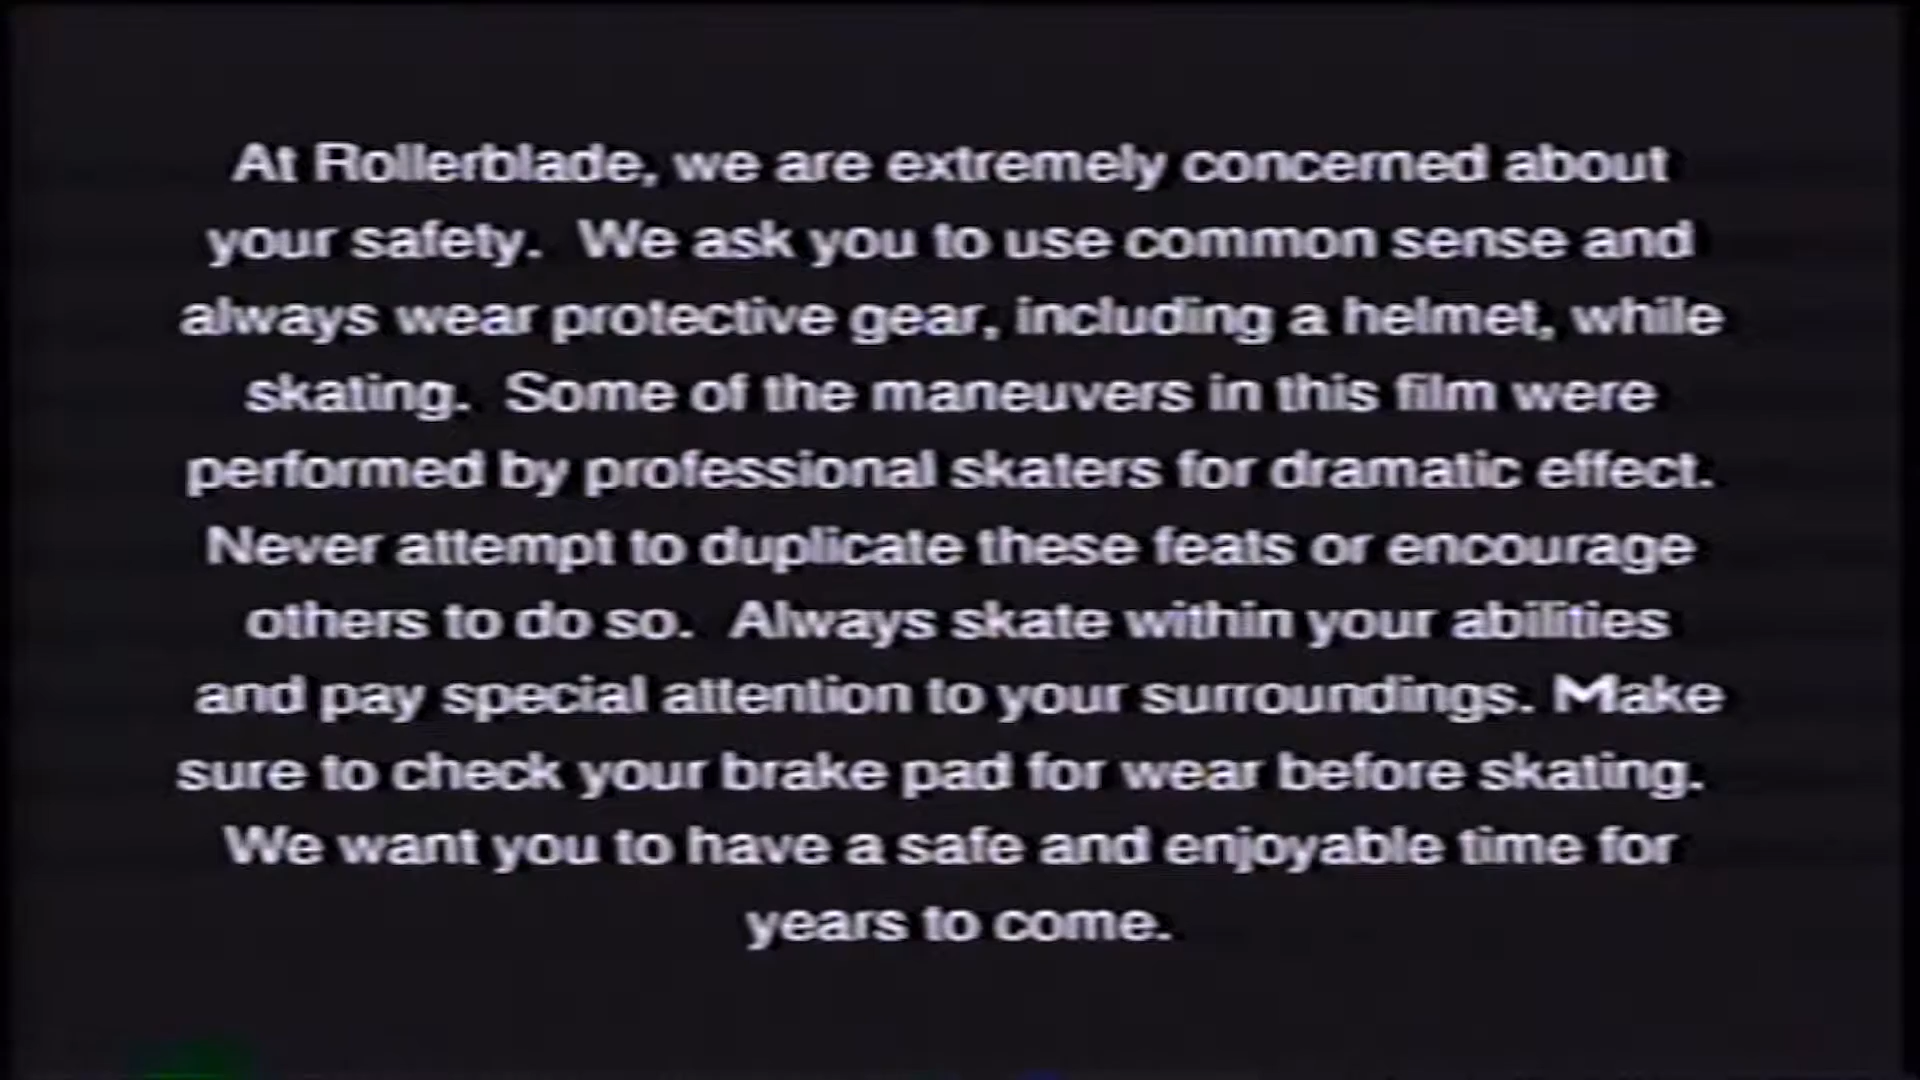 At Rollerblade, we are extremely concerned about
your safety.  We ask you to use common sense and
always wear protective gear, including a helmet, while
skating.  Some of the maneuvers in this film were
performed by professional skaters for dramatic effect.
Never attempt to duplicate these feats or encourage
others to do so.  Always skate within your abilities
and pay special attention to your surroundings. Make
sure to check your brake pad for wear before skating.
We want you to have a safe and enjoyable time for
years to come.